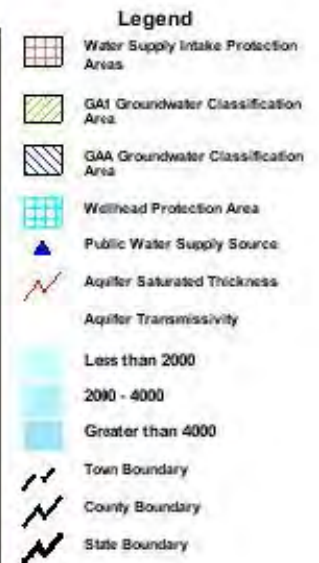 Legend
Water Supply Intake Protection
Areas
GA1 Groundwater Classification
Area
GAA Groundwater Classification
Area
Wellhead Protection Area
Public Water Supply Source
Aquifer Saturated Thickness
Aquifer Transmissivity
Less than 2000
2000 - 4000
Greater than 4000
Town Boundary
County Boundary
State Boundary